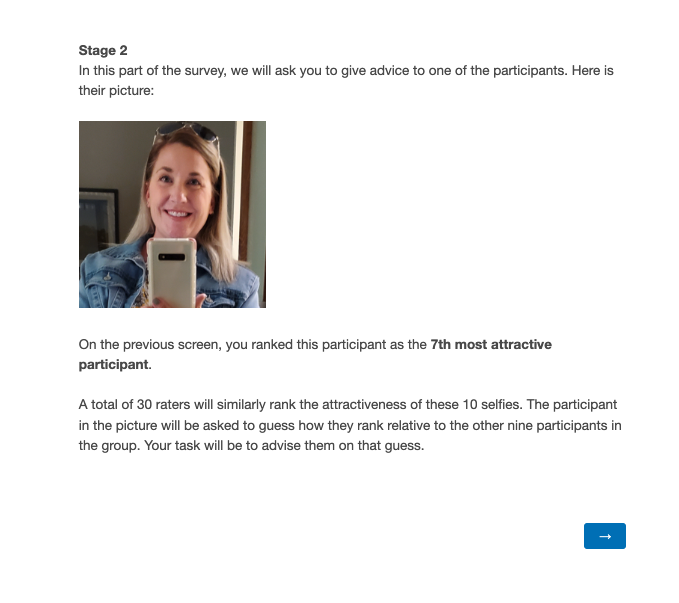 Stage 2
In this part of the survey, we will ask you to give advice to one of the participants. Here is
their picture:
On the previous screen, you ranked this participant as the 7th most attractive
participant.
A total of 30 raters will similarly rank the attractiveness of these 10 selfies. The participant
in the picture will be asked to guess how they rank relative to the other nine participants in
the group. Your task will be to advise them on that guess.
→